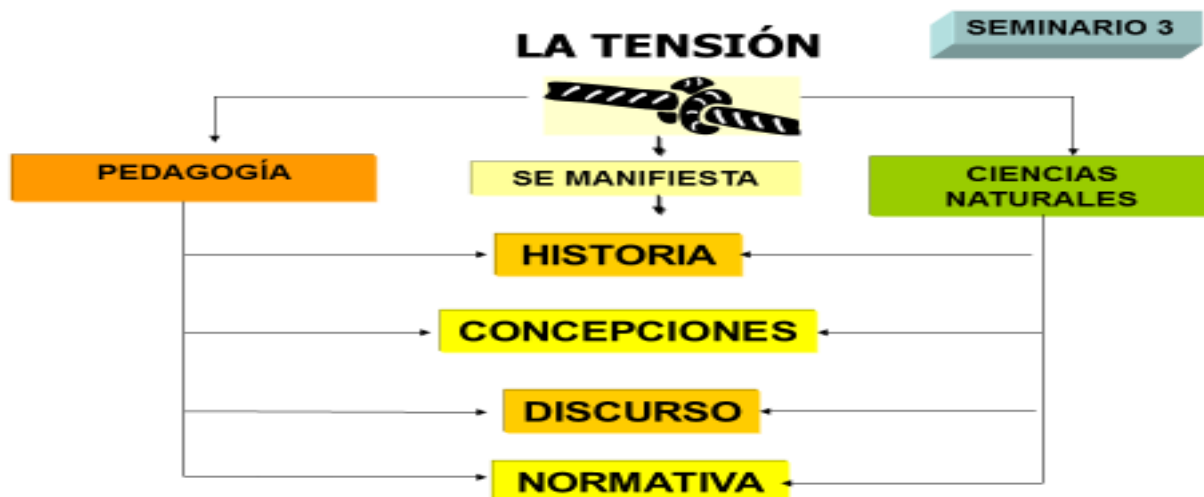 SEMINARIO 3
LA TENSIÓN
PEDAGOGÍA
SE MANIFIESTA
CIENCIAS
NATURALES
HISTORIA
CONCEPCIONES
DISCURSO
NORMATIVA